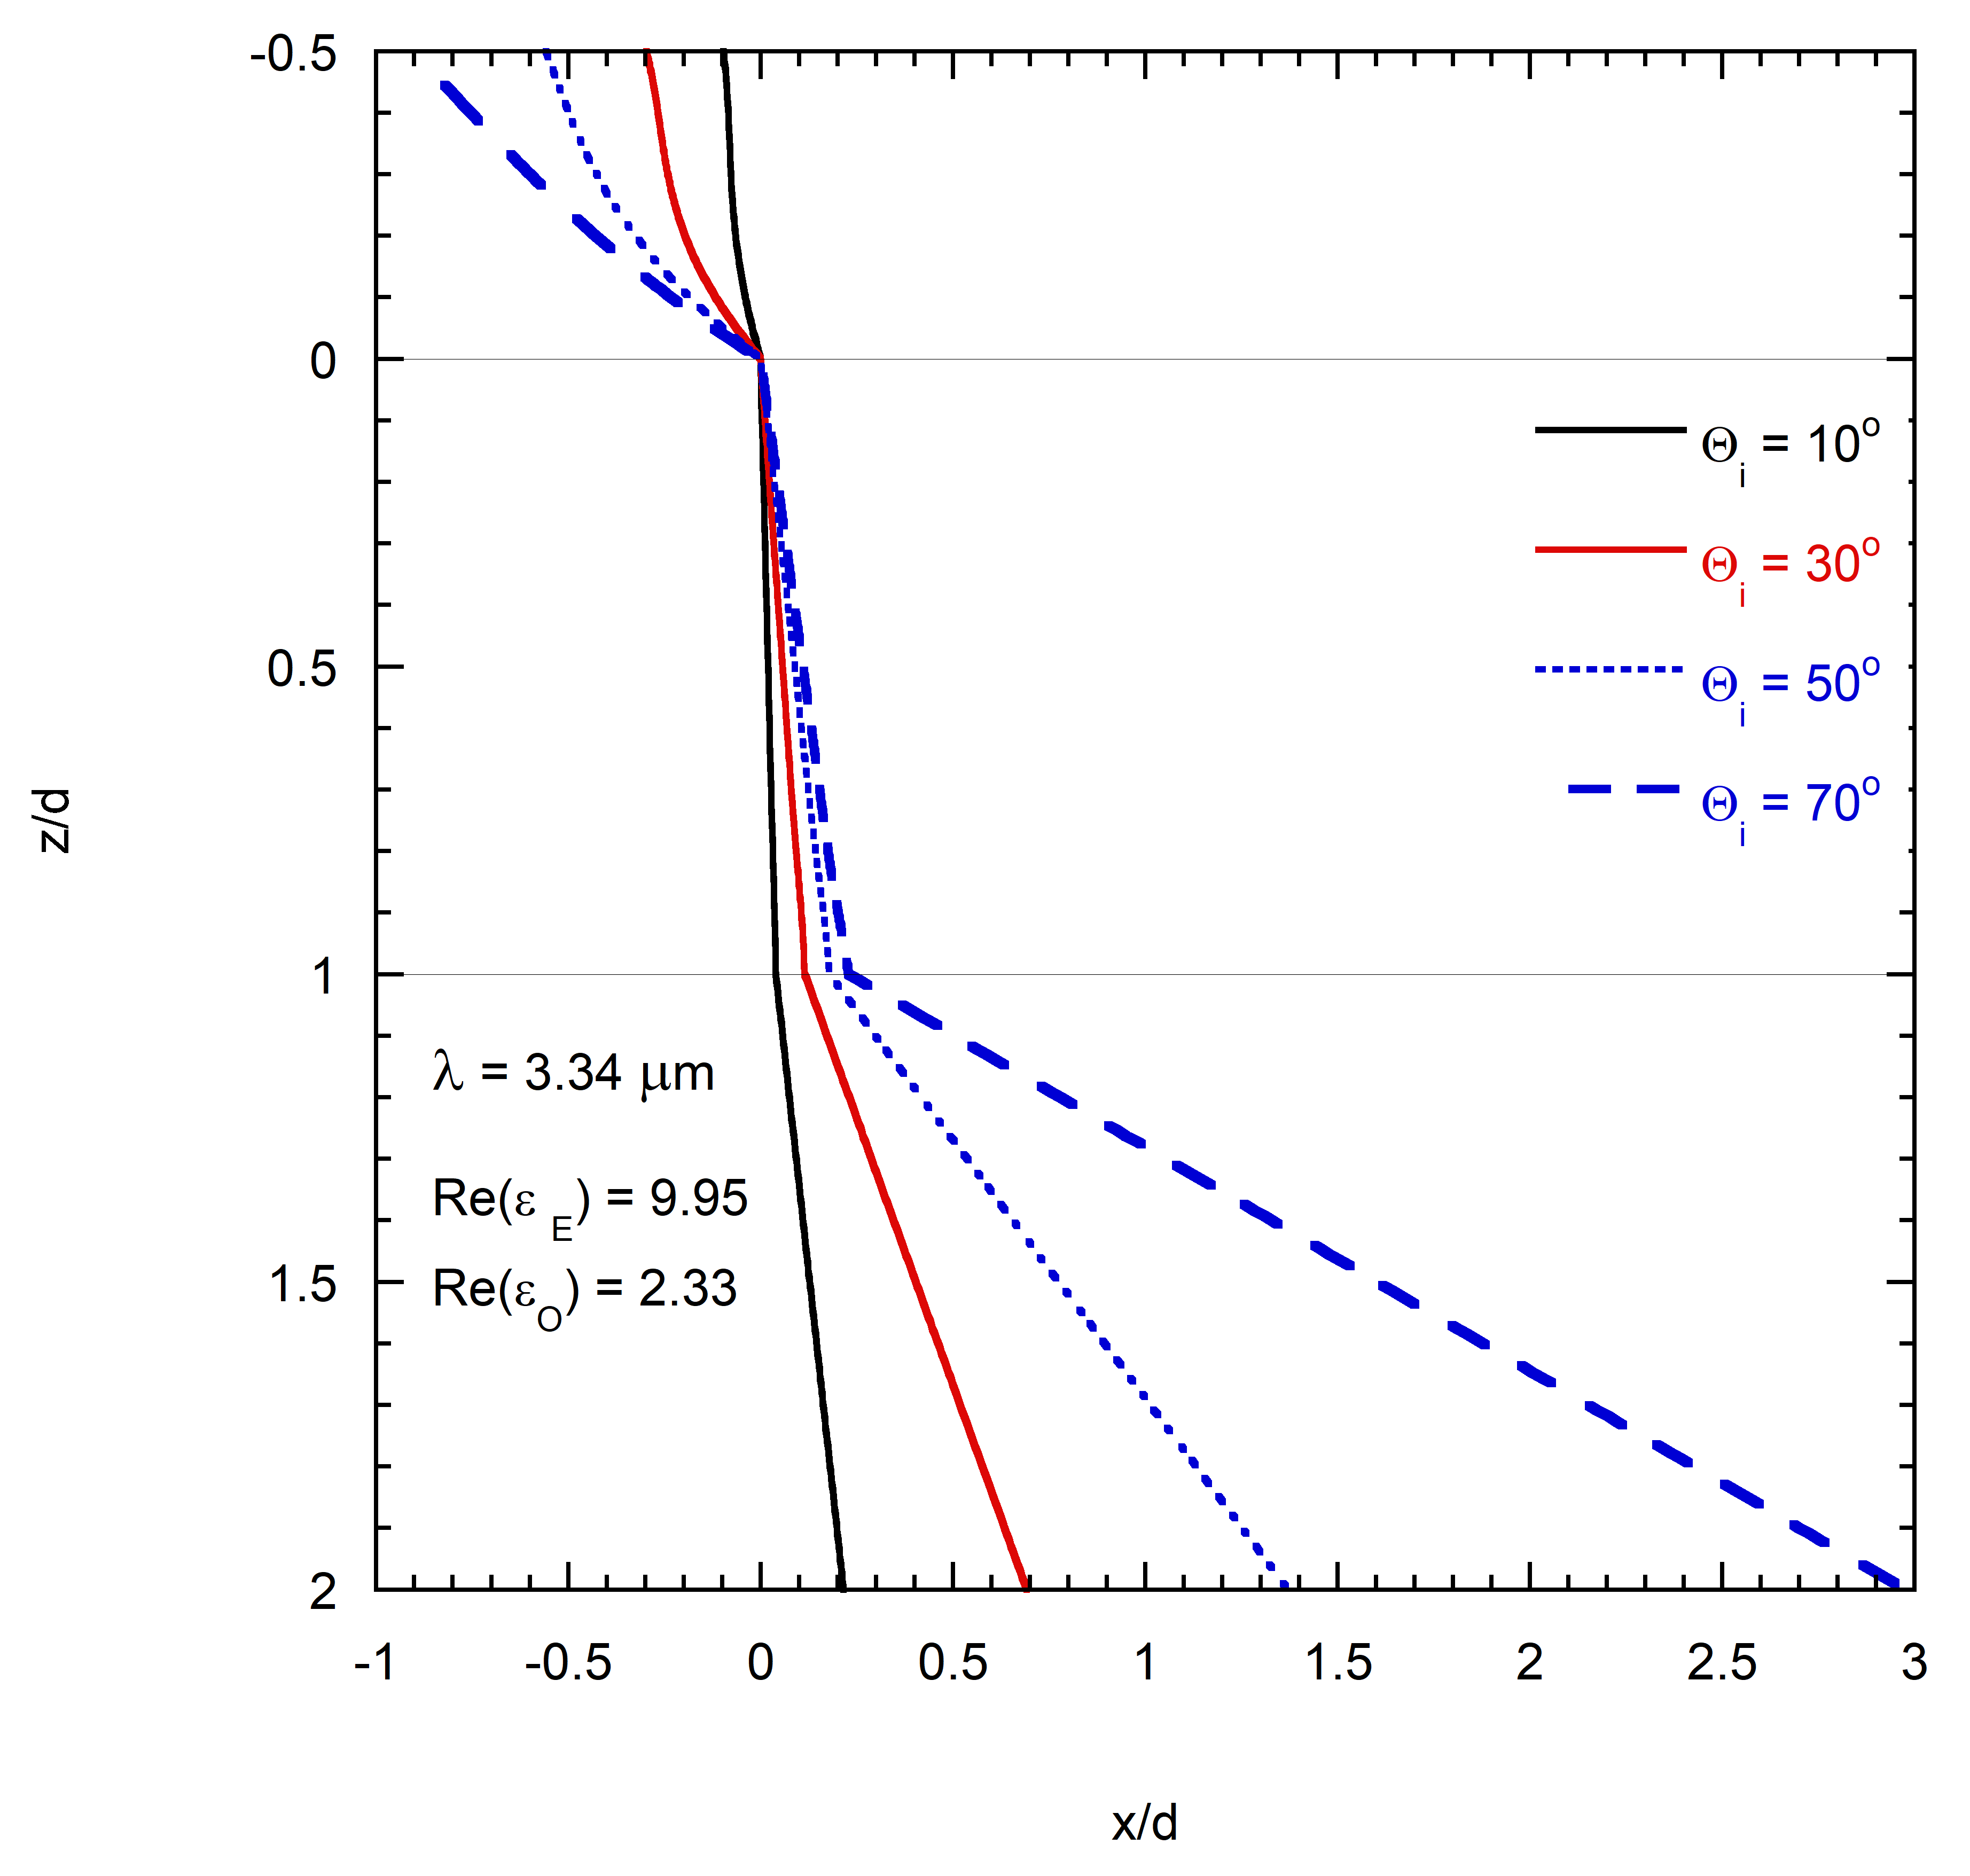 -0.5
0
0.5
1
1.5
2
z/d
Θi = 10o
Θi = 30o
Θi = 50o
Θi = 70o
λ = 3.34 μm
Re(εE) = 9.95
Re(εO) = 2.33
-1 -0.5 0 0.5 1 1.5 2 2.5 3
x/d